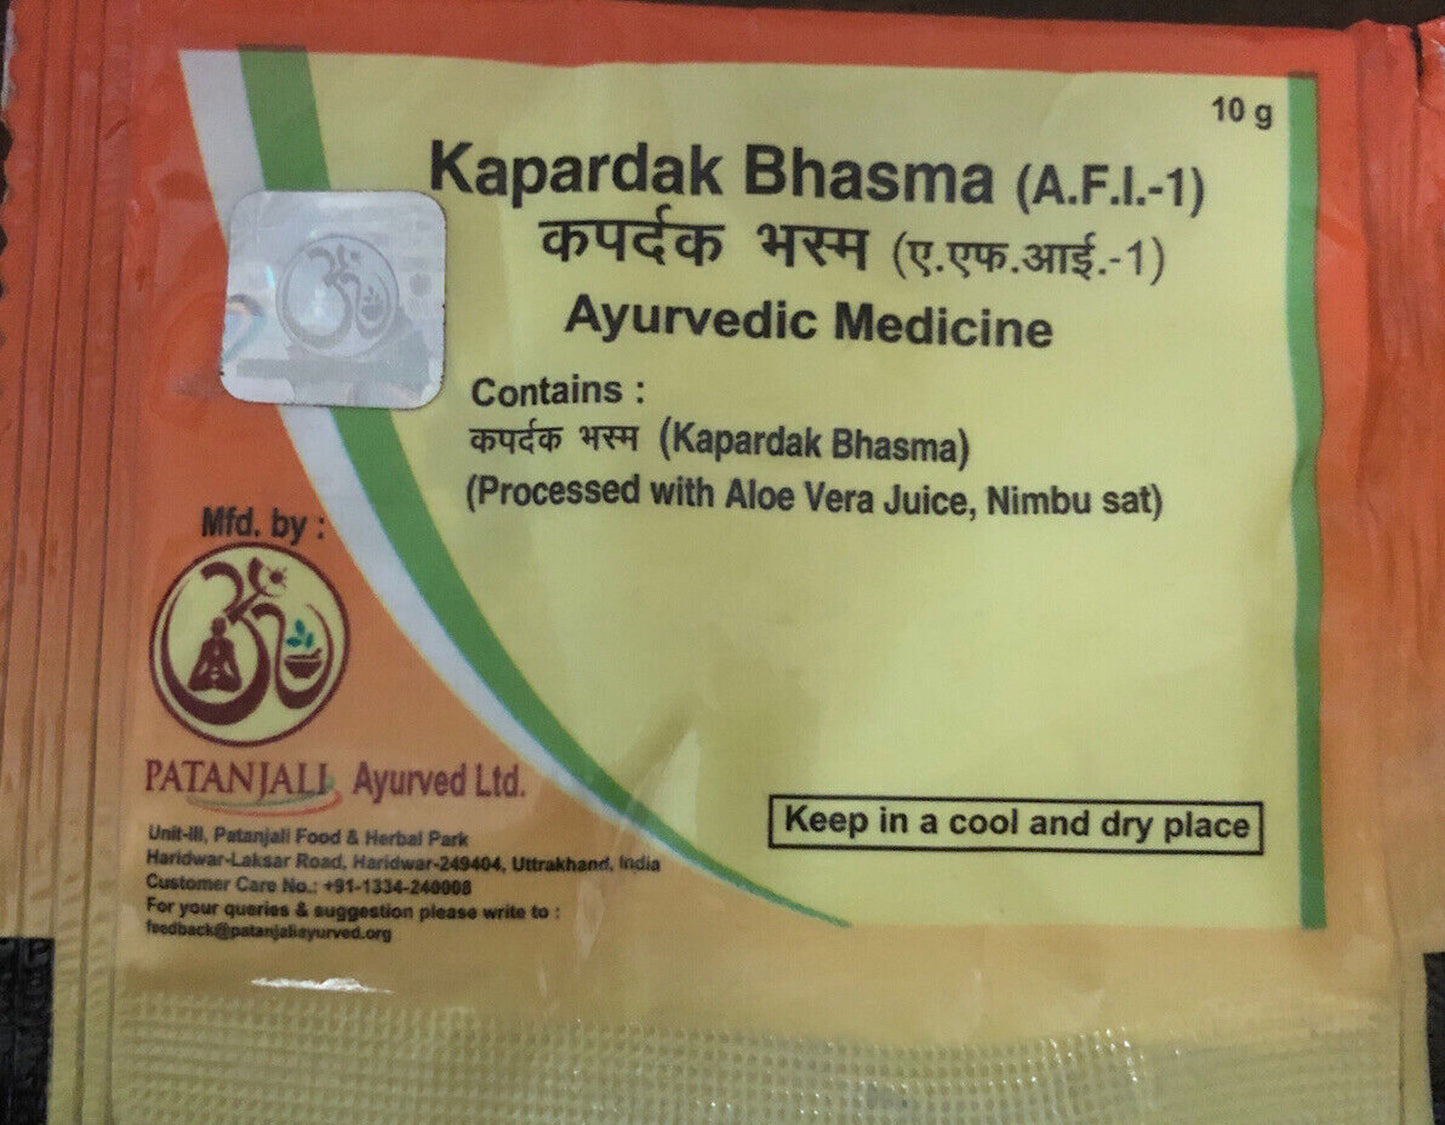 10 g
Kapardak Bhasma (A.F.I.-1)
कपर्दक भस्म (ए.एफ.आई.-1)
Ayurvedic Medicine
Contains :
कपर्दक भस्म (Kapardak Bhasma)
(Processed with Aloe Vera Juice, Nimbu sat)
Mfd. by :
PATANJALI Ayurved Ltd.
Unit-III, Patanjali Food & Herbal Park
Haridwar-Laksar Road, Haridwar-249404, Uttrakhand, India
Customer Care No.: +91-1334-240008
For your queries & suggestion please write to :
feedback@patanjaliayurved.org
Keep in a cool and dry place